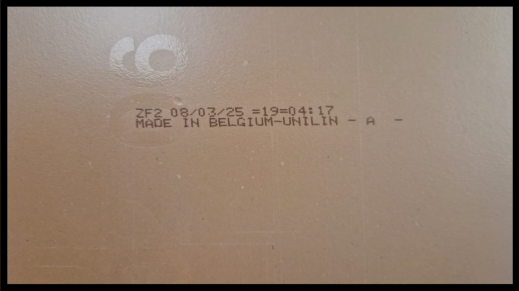 ZF2 08/03/25 =19=04:17
MADE IN BELGIUM-UNILIN - A -